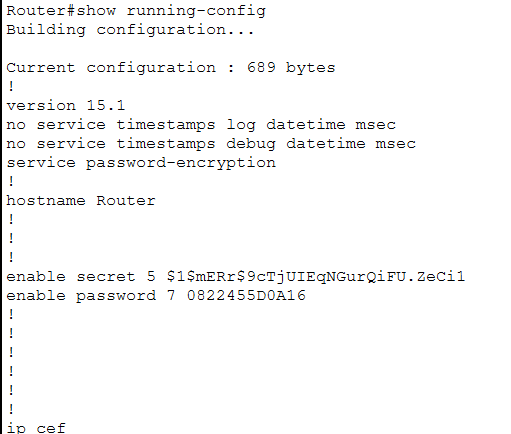 Router#show running-config
Building configuration...
Current configuration : 689 bytes
!
version 15.1
no service timestamps log datetime msec
no service timestamps debug datetime msec
service password-encryption
!
hostname Router
!
!
!
enable secret 5 $1$mERr$9cTjUIEqNGurQiFU.ZeCi1
enable password 7 0822455D0A16
!
!
!
!
!
!
ip cef